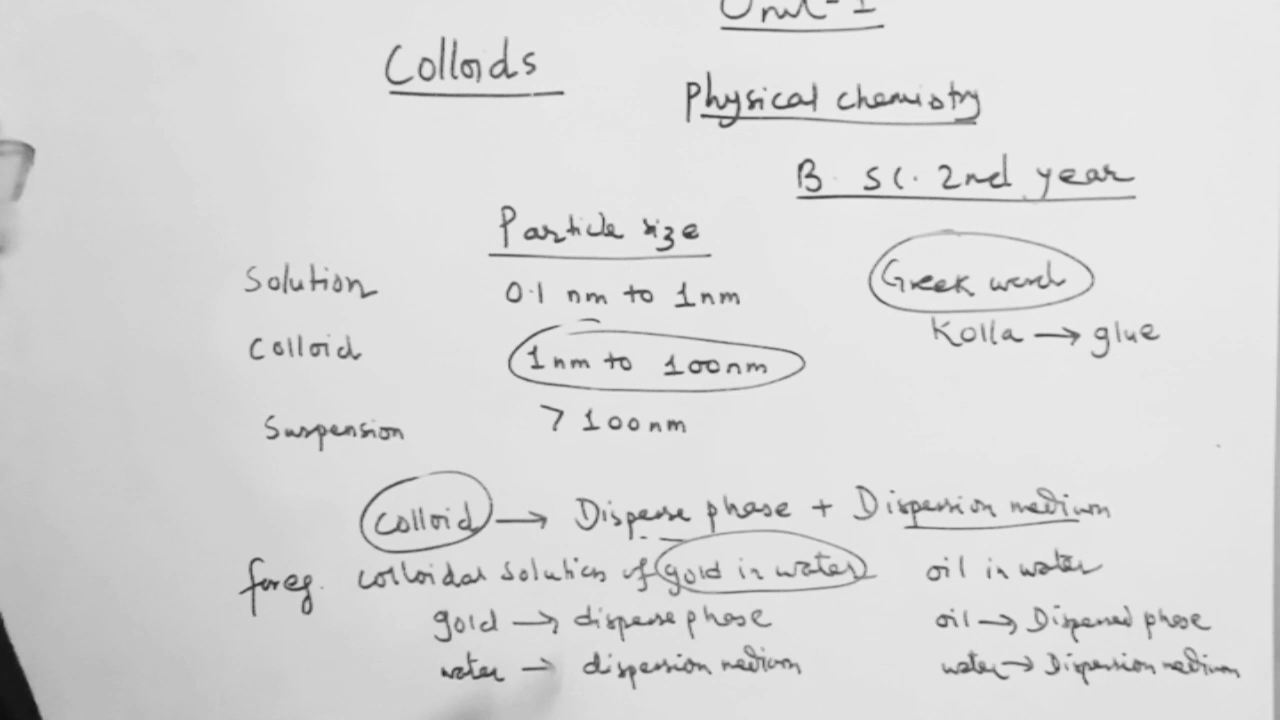 Unit-1
Colloids
Physical chemistry
B. Sc. 2nd year
Particle size
Solution 0.1 nm to 1nm
Greek word
Kolla → glue
Colloid 1nm to 100nm
Suspension > 100nm
Colloid → Disperse phase + Dispersion medium
for eg. colloidal solution of gold in water oil in water
gold → disperse phase oil → Dispersed phase
water → dispersion medium water → Dispersion medium